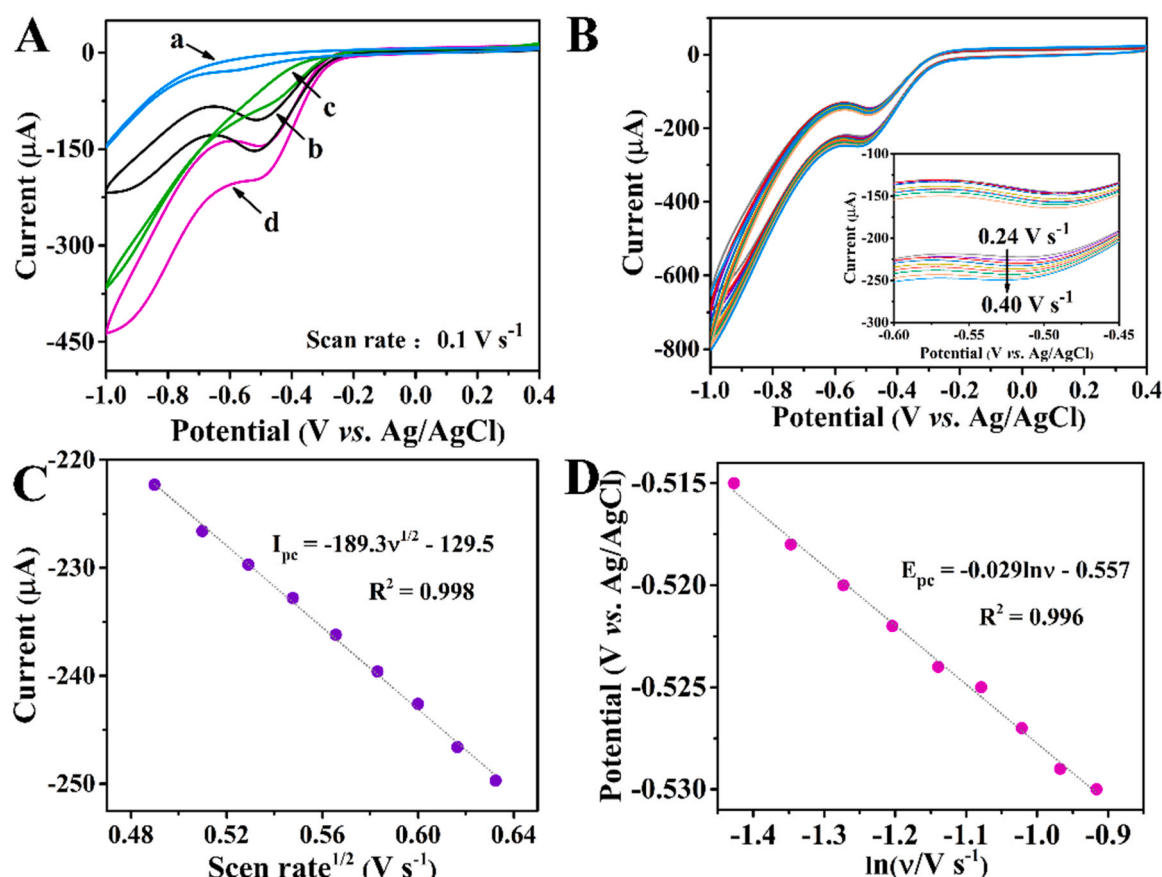 A
a
c
b
d
0
-150
-300
-450
Current (μA)
Scan rate： 0.1 V s⁻¹
-1.0 -0.8 -0.6 -0.4 -0.2 0.0 0.2 0.4
Potential (V vs. Ag/AgCl)
B
0
-200
-400
-600
-800
Current (μA)
-100
-150
-200
-250
-300
Current (μA)
0.24 V s⁻¹
0.40 V s⁻¹
-0.60 -0.55 -0.50 -0.45
Potential (V vs. Ag/AgCl)
-1.0 -0.8 -0.6 -0.4 -0.2 0.0 0.2 0.4
Potential (V vs. Ag/AgCl)
C
-220
-230
-240
-250
Current (μA)
Ipc = -189.3ν¹/² - 129.5
R² = 0.998
0.48 0.52 0.56 0.60 0.64
Scen rate¹/² (V s⁻¹)
D
-0.515
-0.520
-0.525
-0.530
Potential (V vs. Ag/AgCl)
Epc = -0.029lnν - 0.557
R² = 0.996
-1.4 -1.3 -1.2 -1.1 -1.0 -0.9
ln(ν/V s⁻¹)